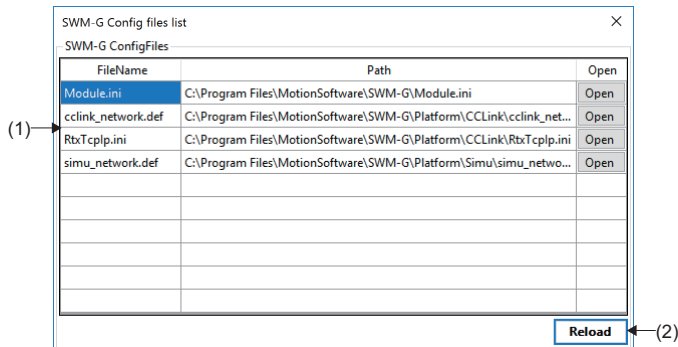 SWM-G Config files list
SWM-G ConfigFiles
FileName Path Open
Module.ini C:\Program Files\MotionSoftware\SWM-G\Module.ini Open
cclink_network.def C:\Program Files\MotionSoftware\SWM-G\Platform\CCLink\cclink_net... Open
(1)
RtxTcpIp.ini C:\Program Files\MotionSoftware\SWM-G\Platform\CCLink\RtxTcpIp.ini Open
simu_network.def C:\Program Files\MotionSoftware\SWM-G\Platform\Simu\simu_netwo... Open
Reload (2)